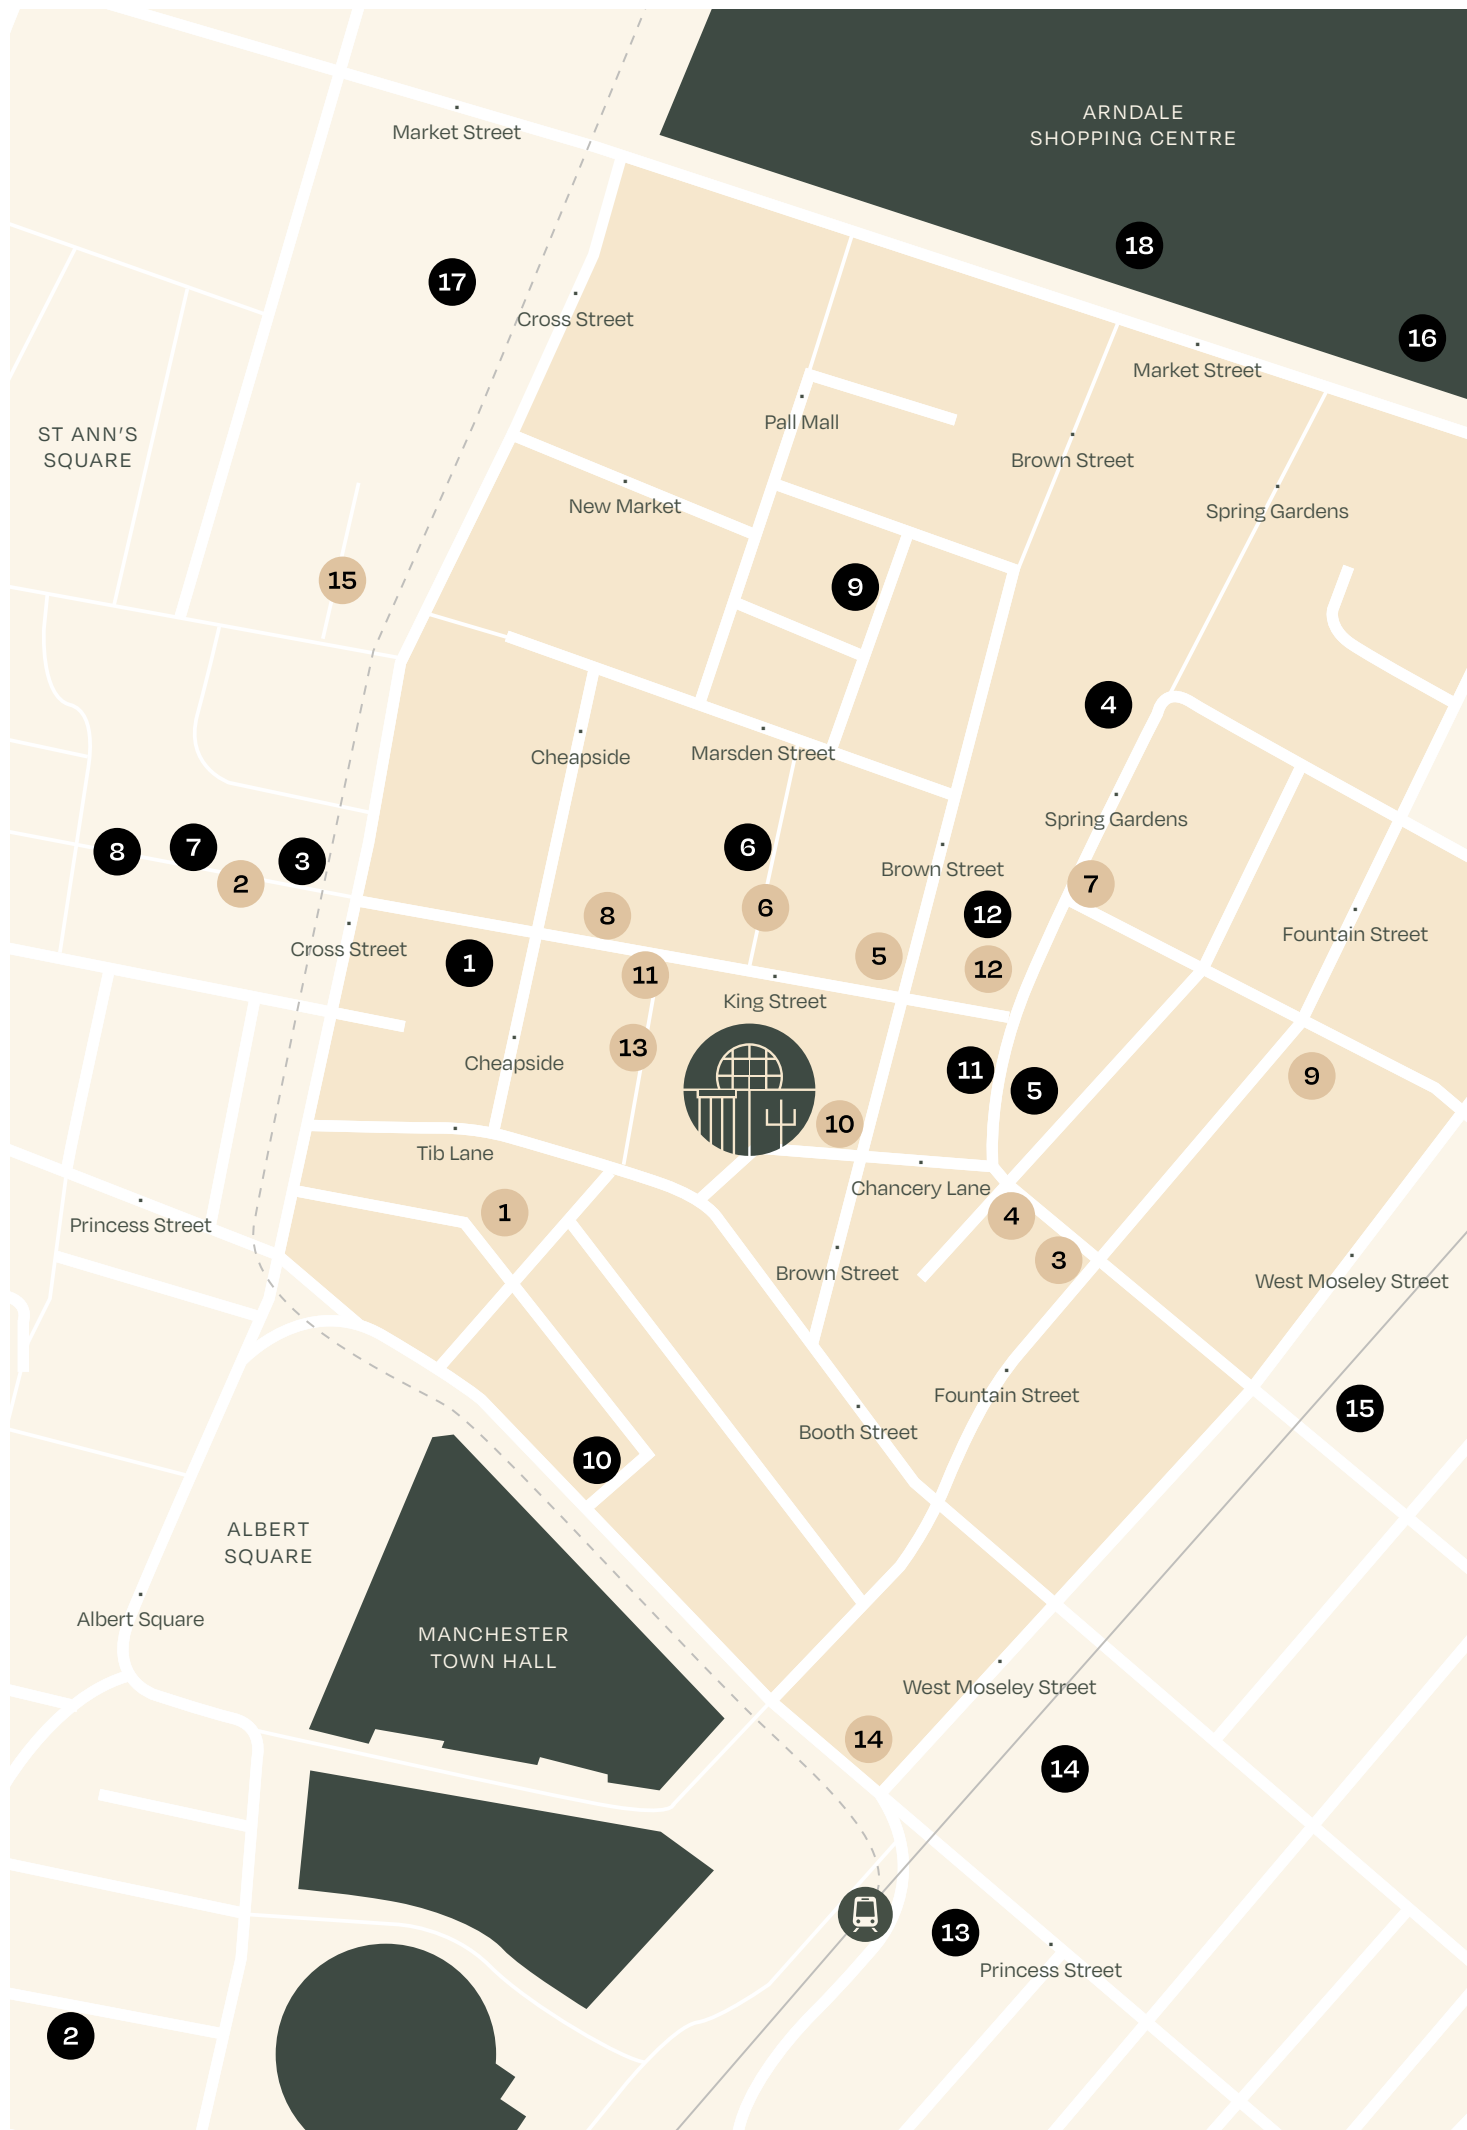 ARNDALE
SHOPPING CENTRE
Market Street
18
17
Cross Street
16
Market Street
Pall Mall
ST ANN'S
SQUARE
Brown Street
New Market
Spring Gardens
15
9
4
Cheapside
Marsden Street
Spring Gardens
8
7
3
6
Brown Street
2
7
8
6
12
Fountain Street
Cross Street
1
5
12
11
King Street
13
Cheapside
11
5
9
10
Tib Lane
Chancery Lane
1
4
Princess Street
3
Brown Street
West Moseley Street
Fountain Street
15
Booth Street
10
ALBERT
SQUARE
Albert Square
MANCHESTER
TOWN HALL
West Moseley Street
14
14
13
Princess Street
2